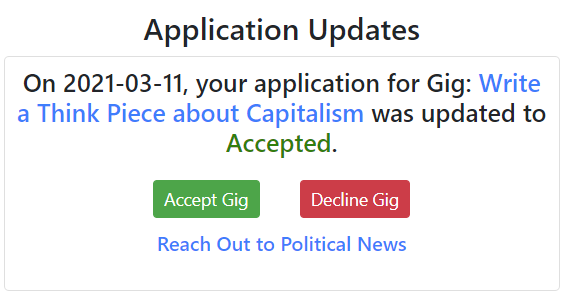 Application Updates
On 2021-03-11, your application for Gig: Write
a Think Piece about Capitalism was updated to
Accepted.
Accept Gig Decline Gig
Reach Out to Political News